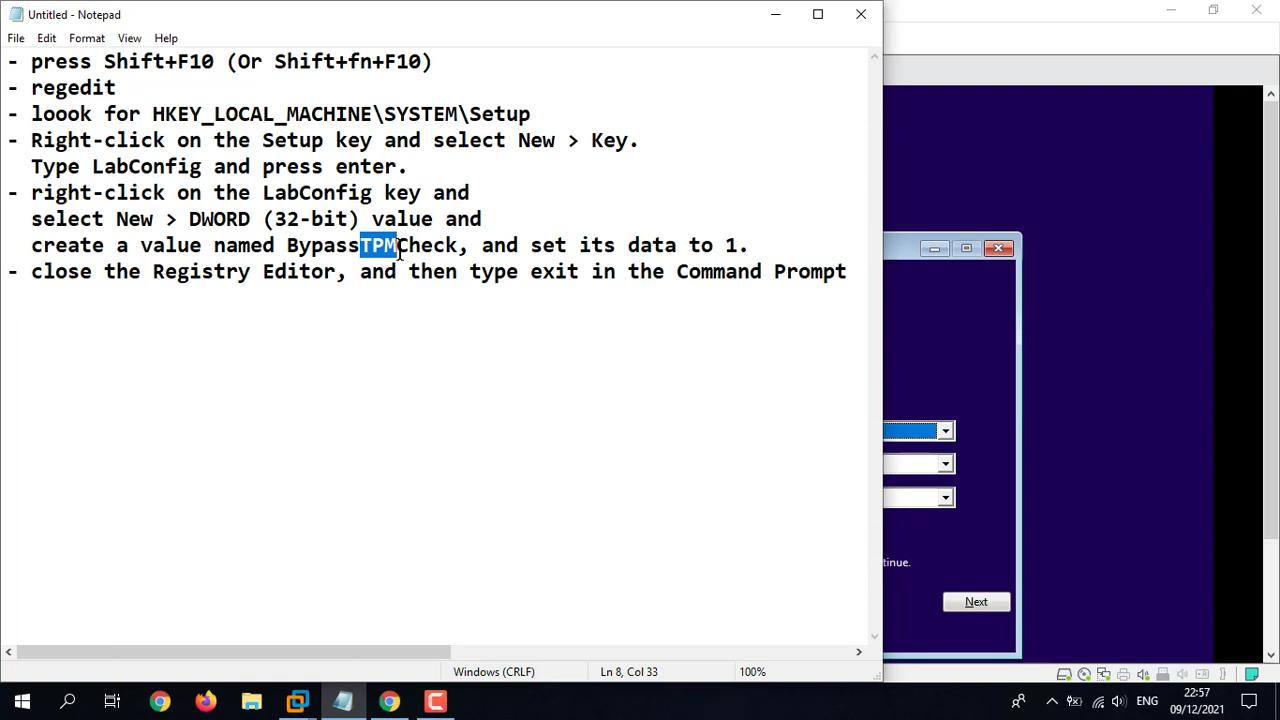 Untitled - Notepad
File Edit Format View Help
- press Shift+F10 (Or Shift+fn+F10)
- regedit
- loook for HKEY_LOCAL_MACHINE\SYSTEM\Setup
- Right-click on the Setup key and select New > Key.
Type LabConfig and press enter.
- right-click on the LabConfig key and
select New > DWORD (32-bit) value and
create a value named BypassTPMCheck, and set its data to 1.
- close the Registry Editor, and then type exit in the Command Prompt
tinue.
Next
Windows (CRLF) Ln 8, Col 33 100%
ENG
22:57
09/12/2021